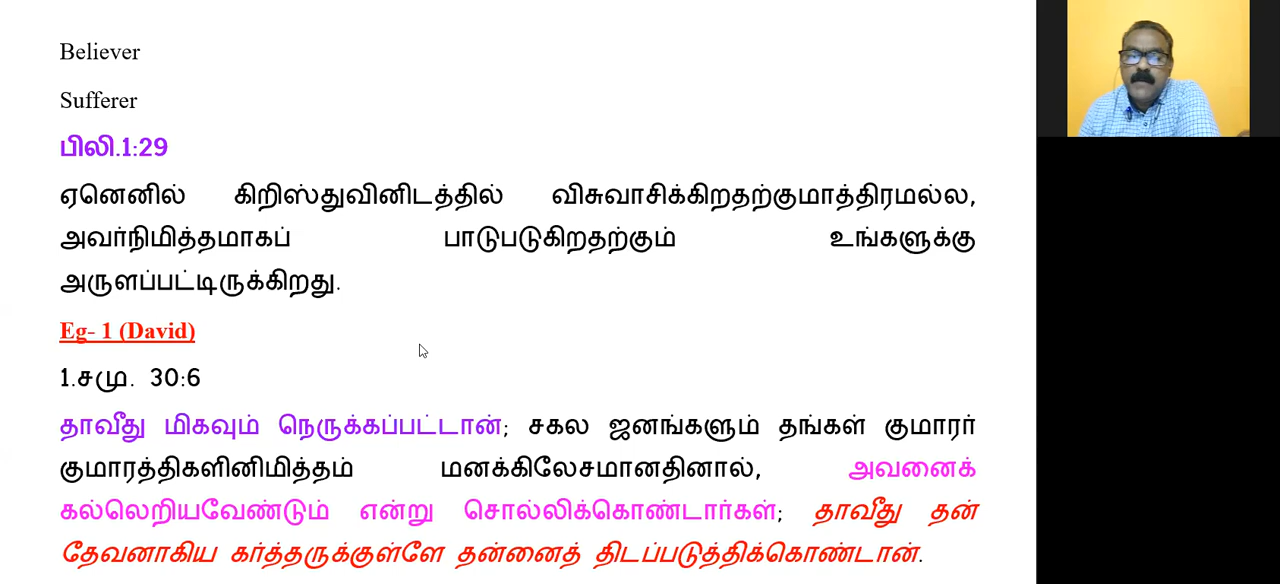 Believer
Sufferer
பிலி.1:29
ஏனெனில் கிறிஸ்துவினிடத்தில் விசுவாசிக்கிறதற்குமாத்திரமல்ல,
அவர்நிமித்தமாகப் பாடுபடுகிறதற்கும் உங்களுக்கு
அருளப்பட்டிருக்கிறது.
Eg- 1 (David)
1.சமு. 30:6
தாவீது மிகவும் நெருக்கப்பட்டான்; சகல ஜனங்களும் தங்கள் குமாரர்
குமாரத்திகளினிமித்தம் மனக்கிலேசமானதினால், அவனைக்
கல்லெறியவேண்டும் என்று சொல்லிக்கொண்டார்கள்; தாவீது தன்
தேவனாகிய கர்த்தருக்குள்ளே தன்னைத் திடப்படுத்திக்கொண்டான்.